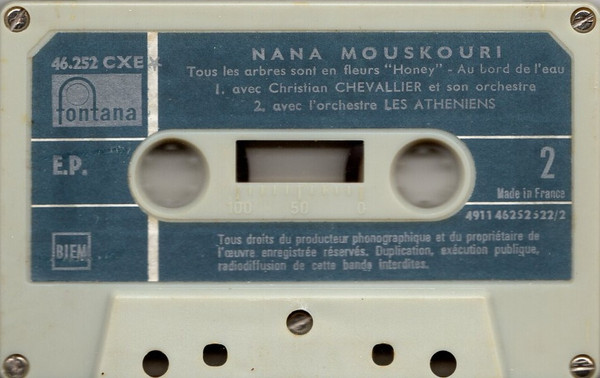 46.252 CXE*
fontana
NANA MOUSKOURI
Tous les arbres sont en fleurs "Honey" - Au bord de l'eau
1. avec Christian CHEVALLIER et son orchestre
2. avec l'orchestre LES ATHENIENS
E.P.
100 50 0
2
Made in France
4911 46252 522/2
BIEM
Tous droits du producteur phonographique et du propriétaire de
l'œuvre enregistrée réservés. Duplication, exécution publique,
radiodiffusion de cette bande interdites.